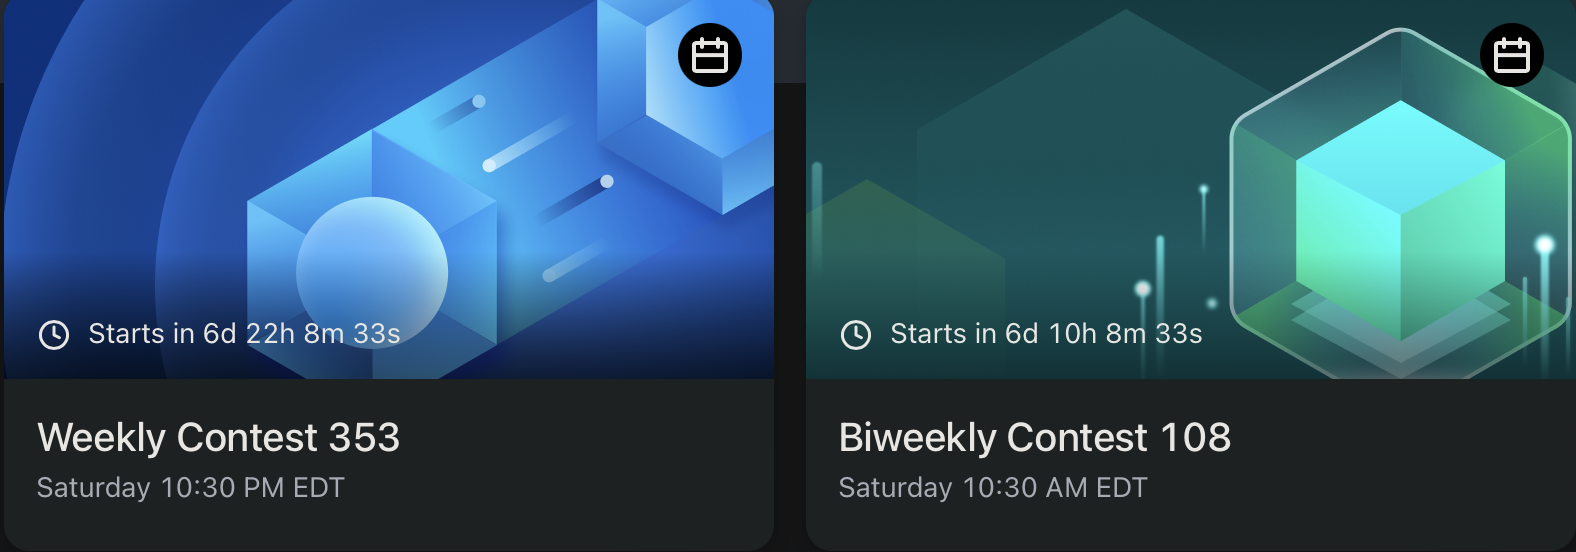 Starts in 6d 22h 8m 33s
Weekly Contest 353
Saturday 10:30 PM EDT
Starts in 6d 10h 8m 33s
Biweekly Contest 108
Saturday 10:30 AM EDT